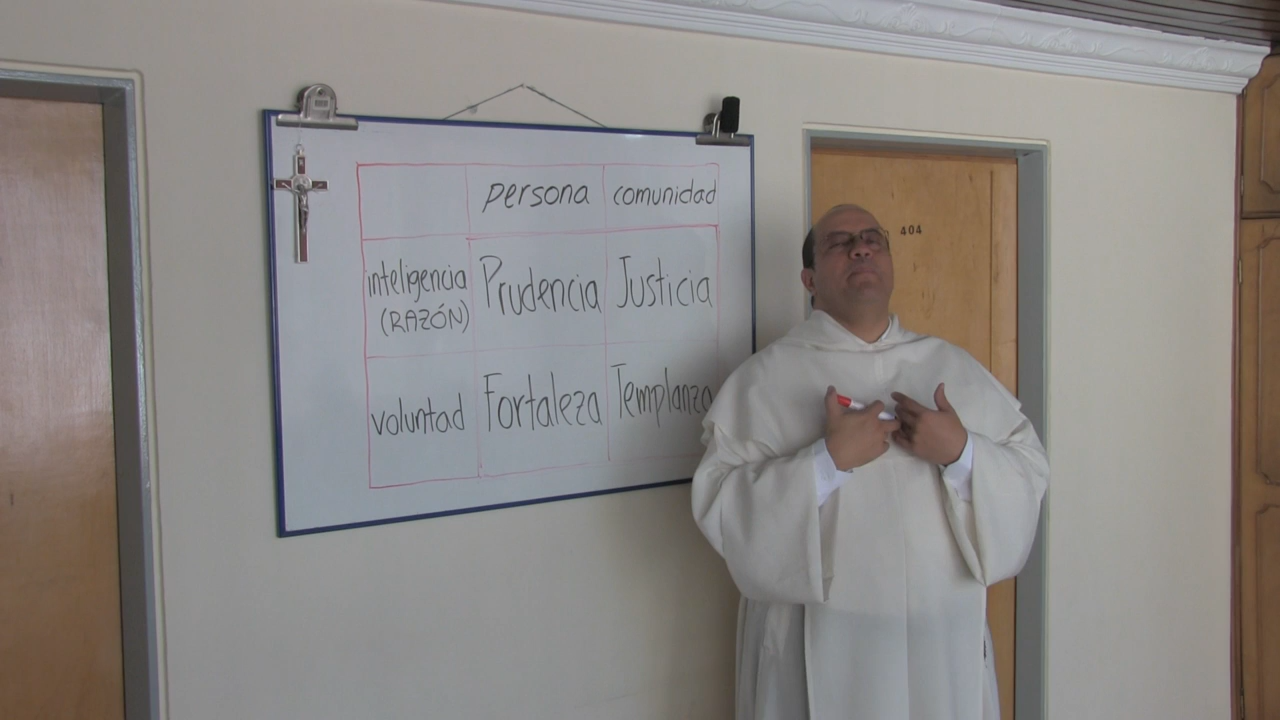 persona comunidad
inteligencia Prudencia Justicia
(RAZÓN)
voluntad Fortaleza Templanza
404